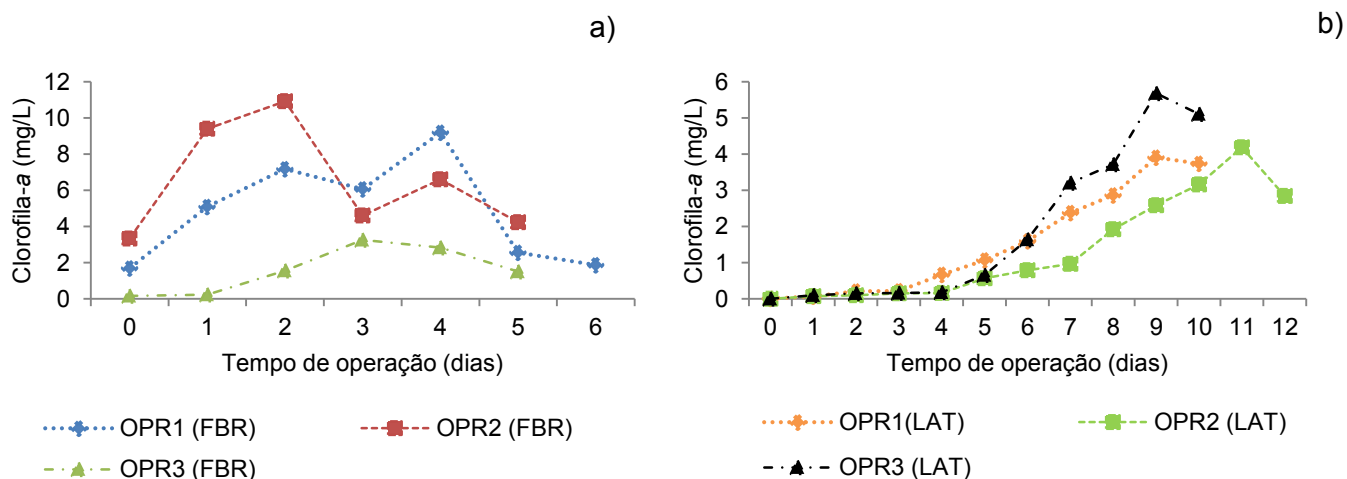 a)
Clorofila-a (mg/L)
12
10
8
6
4
2
0
0 1 2 3 4 5 6
Tempo de operação (dias)
OPR1 (FBR) OPR2 (FBR)
OPR3 (FBR)
b)
Clorofila-a (mg/L)
6
5
4
3
2
1
0
0 1 2 3 4 5 6 7 8 9 10 11 12
Tempo de operação (dias)
OPR1(LAT) OPR2 (LAT)
OPR3 (LAT)